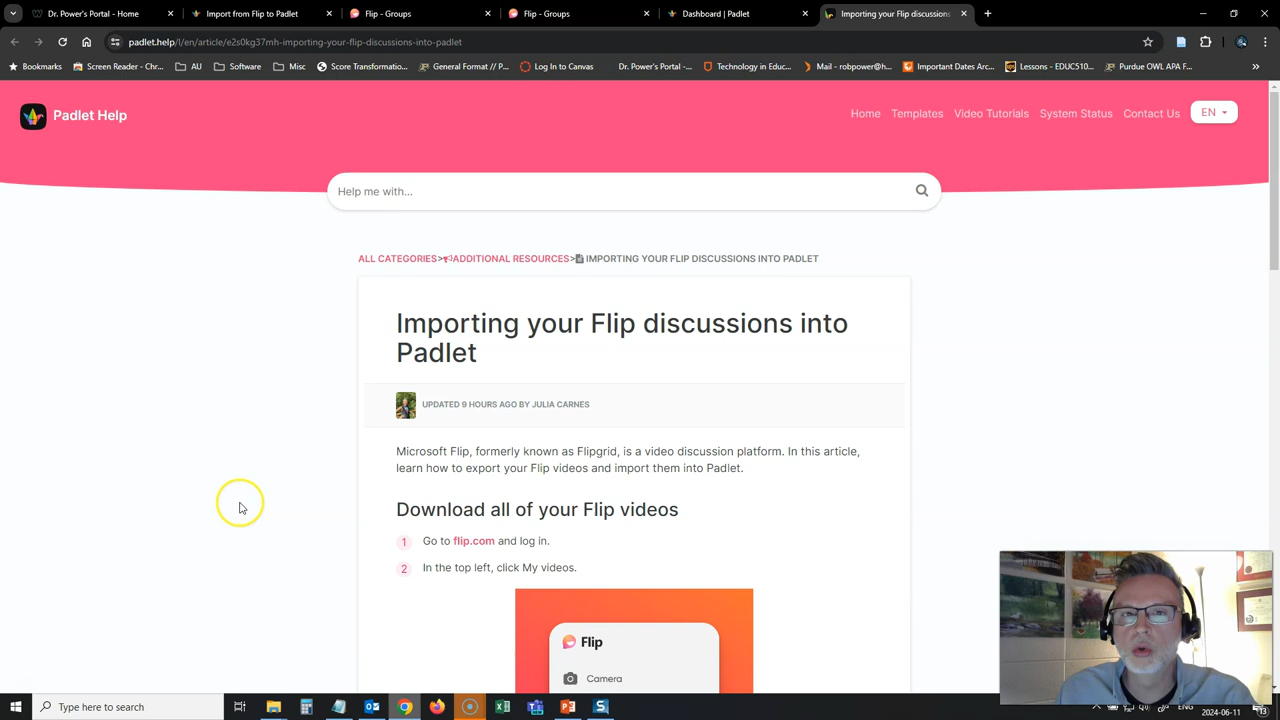 Dr. Power's Portal - Home
Import from Flip to Padlet
Flip - Groups
Flip - Groups
Dashboard | Padlet
Importing your Flip discussions
padlet.help/l/en/article/e2s0kg37mh-importing-your-flip-discussions-into-padlet
Bookmarks
Screen Reader - Chr...
AU
Software
Misc
Score Transformatio...
General Format // P...
Log In to Canvas
Dr. Power's Portal -...
Technology in Educ...
Mail - robpower@h...
Important Dates Arc...
Lessons - EDUC510...
Purdue OWL APA F...
Padlet Help
Home Templates Video Tutorials System Status Contact Us EN
Help me with...
ALL CATEGORIES > ADDITIONAL RESOURCES > IMPORTING YOUR FLIP DISCUSSIONS INTO PADLET
Importing your Flip discussions into
Padlet
UPDATED 9 HOURS AGO BY JULIA CARNES
Microsoft Flip, formerly known as Flipgrid, is a video discussion platform. In this article,
learn how to export your Flip videos and import them into Padlet.
Download all of your Flip videos
1 Go to flip.com and log in.
2 In the top left, click My videos.
Flip
Camera
Type here to search
ENG
2024-06-11